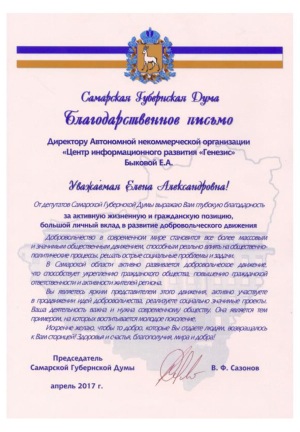 Самарская Губернская Дума
Благодарственное письмо
Директору Автономной некоммерческой организации
«Центр информационного развития «Генезис»
Быковой Е.А.
Уважаемая Елена Александровна!
От депутатов Самарской Губернской Думы выражаю Вам глубокую благодарность
за активную жизненную и гражданскую позицию,
большой личный вклад в развитие добровольческого движения
Добровольчество в современном мире становится все более массовым
и значимым общественным движением, способным реально влиять на общественно-
политические процессы, решать острые социальные проблемы и задачи.
В Самарской области активно развивается добровольческое движение,
что способствует укреплению гражданского общества, повышению гражданской
ответственности и активности жителей региона.
Вы являетесь ярким представителем этого движения, активно участвуете
в продвижении идей добровольчества, реализуете социально значимые проекты.
Ваша деятельность важна и нужна современному обществу. Она является тем
примером, на котором воспитывается молодое поколение.
Искренне желаю, чтобы то добро, которые Вы отдаете людям, возвращалось
к Вам сторицей! Здоровья и счастья, благополучия, мира и добра!
Председатель
Самарской Губернской Думы
В. Ф. Сазонов
апрель 2017 г.